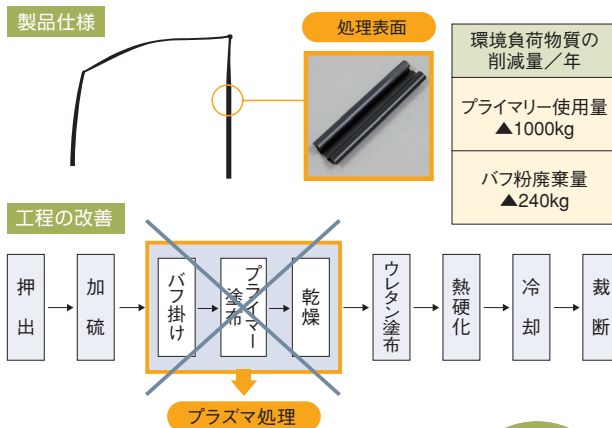 製品仕様
処理表面
環境負荷物質の
削減量／年
プライマリー使用量
▲1000kg
バフ粉廃棄量
▲240kg
工程の改善
押出
加硫
バフ掛け
プライマー
塗布
乾燥
ウレタン塗布
熱硬化
冷却
裁断
プラズマ処理